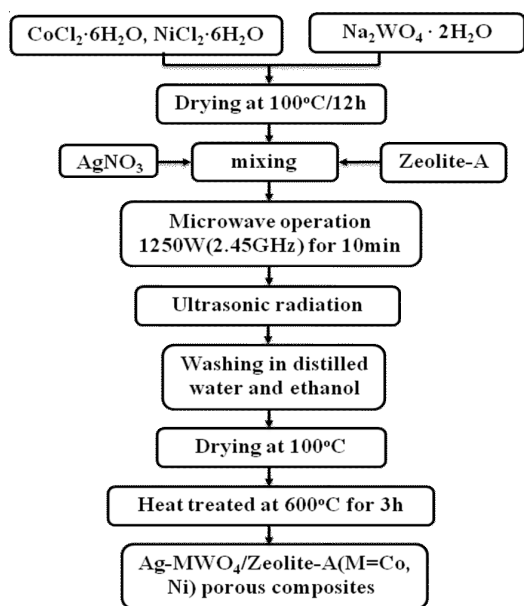 CoCl₂·6H₂O, NiCl₂·6H₂O
Na₂WO₄ · 2H₂O
Drying at 100°C/12h
AgNO₃
mixing
Zeolite-A
Microwave operation
1250W(2.45GHz) for 10min
Ultrasonic radiation
Washing in distilled
water and ethanol
Drying at 100°C
Heat treated at 600°C for 3h
Ag-MWO₄/Zeolite-A(M=Co,
Ni) porous composites